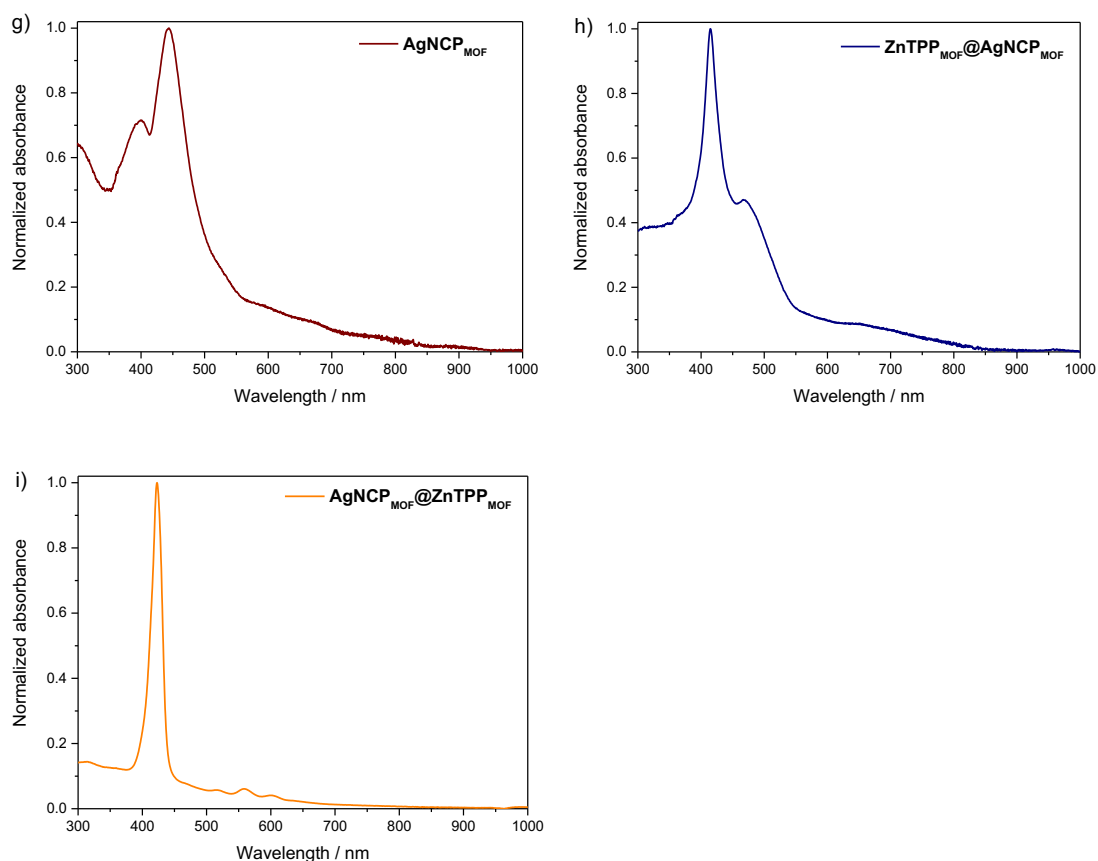 g)
AgNCPMOF
1.0
0.8
0.6
0.4
0.2
0.0
Normalized absorbance
300 400 500 600 700 800 900 1000
Wavelength / nm
h)
ZnTPPMOF@AgNCPMOF
1.0
0.8
0.6
0.4
0.2
0.0
Normalized absorbance
300 400 500 600 700 800 900 1000
Wavelength / nm
i)
AgNCPMOF@ZnTPPMOF
1.0
0.8
0.6
0.4
0.2
0.0
Normalized absorbance
300 400 500 600 700 800 900 1000
Wavelength / nm